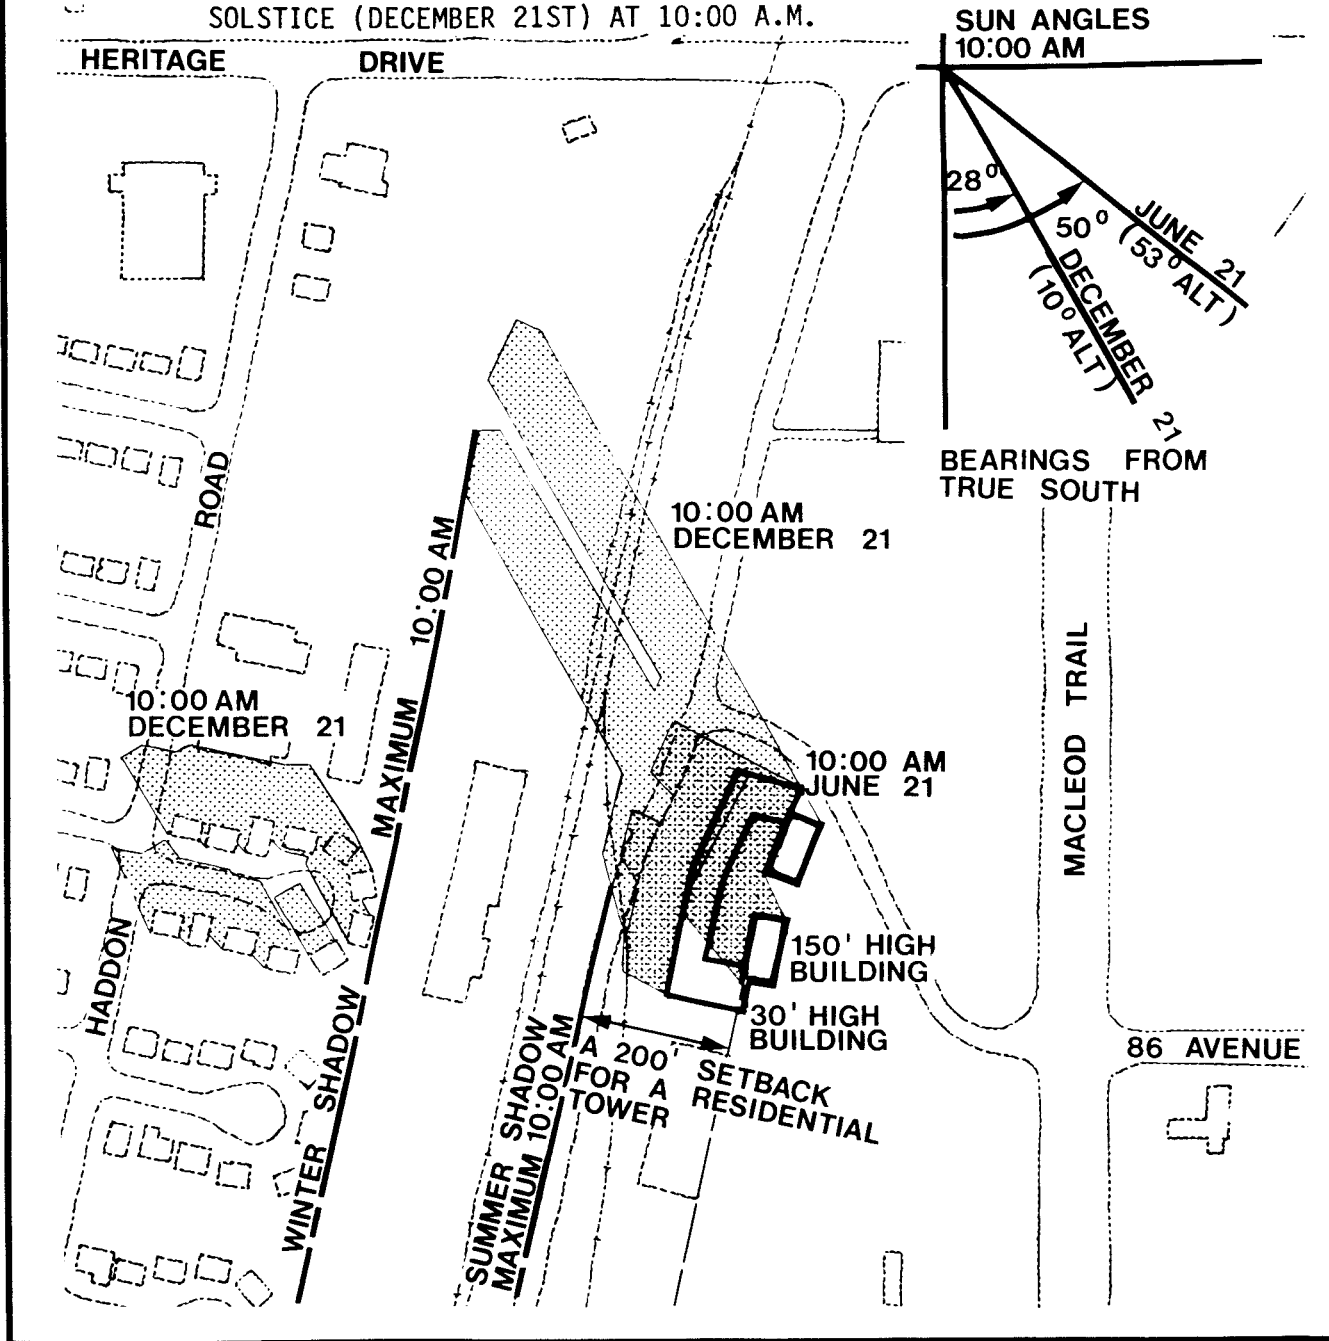 SOLSTICE (DECEMBER 21ST) AT 10:00 A.M.
SUN ANGLES
10:00 AM
HERITAGE DRIVE
28°
50°
JUNE 21
(53° ALT)
DECEMBER 21
(10° ALT)
BEARINGS FROM
TRUE SOUTH
ROAD
10:00 AM
DECEMBER 21
10:00 AM
DECEMBER 21
10:00 AM
JUNE 21
MACLEOD TRAIL
HADDON
WINTER SHADOW MAXIMUM 10:00 AM
150' HIGH
BUILDING
30' HIGH
BUILDING
SUMMER SHADOW
MAXIMUM 10:00 AM
A 200' SETBACK
FOR A RESIDENTIAL
TOWER
86 AVENUE